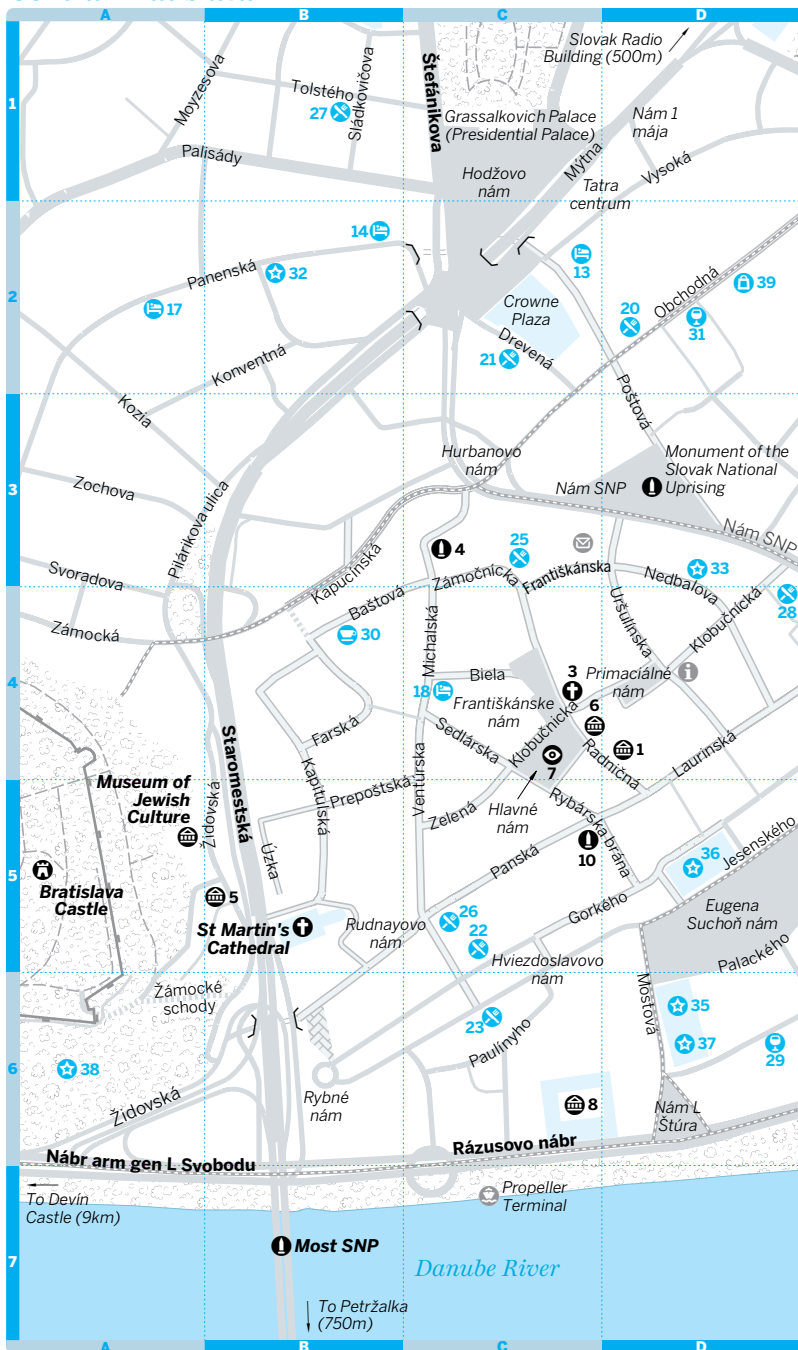 A
B
C
D
1
2
3
4
5
6
7
Slovak Radio
Building (500m)
Moyzesova
Tolstého
27
Sládkovičova
Štefánikova
Grassalkovich Palace
(Presidential Palace)
Nám 1
mája
Mýtna
Palisády
Hodžovo
nám
Tatra
centrum
Vysoká
14
Panenská
32
17
13
Crowne
Plaza
Obchodná
39
20
31
Drevená
21
Konventná
Kozia
Poštová
Hurbanovo
nám
Monument of the
Slovak National
Uprising
Zochova
Nám SNP
Nám SNP
Pilárikova ulica
Kapucínska
4
25
Svoradova
Zámočnícka
Františkánska
33
Nedbalova
Baštová
Uršulínska
Klobučnícka
28
Zámocká
30
Michalská
Biela
3
Primaciálne
nám
18
Františkánske
nám
6
Farská
Sedlárska
Klobučnícka
7
Radničná
1
Laurinská
Staromestská
Kapitulská
Ventúrska
Museum of
Jewish
Culture
Židovská
Prepoštská
Zelená
Hlavné
nám
Rybárska brána
10
Úzka
Panská
36
Jesenského
Bratislava
Castle
5
St Martin's
Cathedral
Rudnayovo
nám
26
22
Gorkého
Eugena
Suchoň nám
Hviezdoslavovo
nám
Palackého
Žámocké
schody
Mostová
35
23
37
29
Paulínyho
38
Rybné
nám
8
Nám L
Štúra
Židovská
Rázusovo nábr
Nábr arm gen L Svobodu
To Devín
Castle (9km)
Propeller
Terminal
Most SNP
Danube River
To Petržalka
(750m)
A
B
C
D